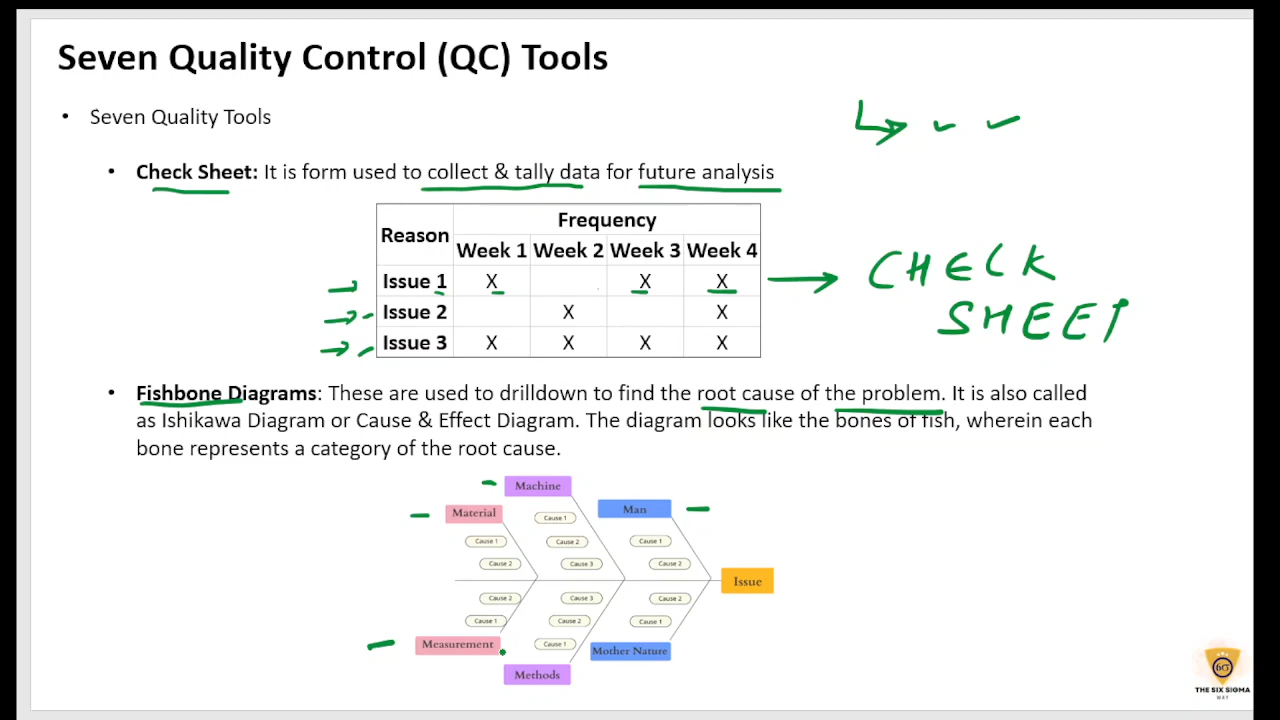 Seven Quality Control (QC) Tools
• Seven Quality Tools
• Check Sheet: It is form used to collect & tally data for future analysis
Reason Frequency
Week 1 Week 2 Week 3 Week 4
Issue 1 X X X
Issue 2 X X
Issue 3 X X X X
CHECK
SHEET
• Fishbone Diagrams: These are used to drilldown to find the root cause of the problem. It is also called
as Ishikawa Diagram or Cause & Effect Diagram. The diagram looks like the bones of fish, wherein each
bone represents a category of the root cause.
Machine
Material
Man
Cause 1
Cause 1
Cause 1
Cause 2
Cause 2
Cause 3
Cause 2
Issue
Cause 2
Cause 3
Cause 2
Cause 1
Cause 2
Cause 1
Cause 1
Measurement
Mother Nature
Methods
6σ
THE SIX SIGMA
WAY